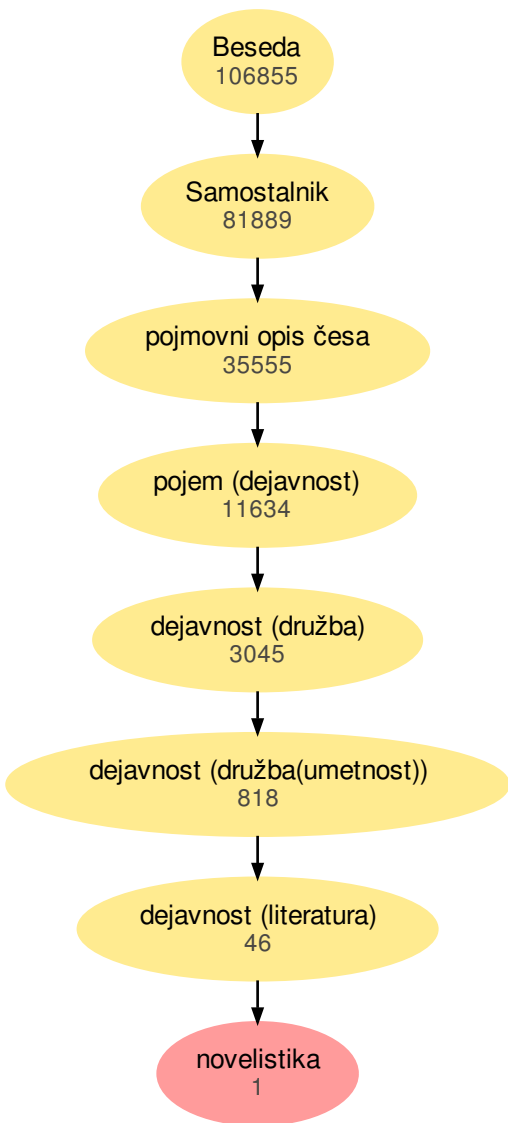 Beseda
106855
Samostalnik
81889
pojmovni opis česa
35555
pojem (dejavnost)
11634
dejavnost (družba)
3045
dejavnost (družba(umetnost))
818
dejavnost (literatura)
46
novelistika
1